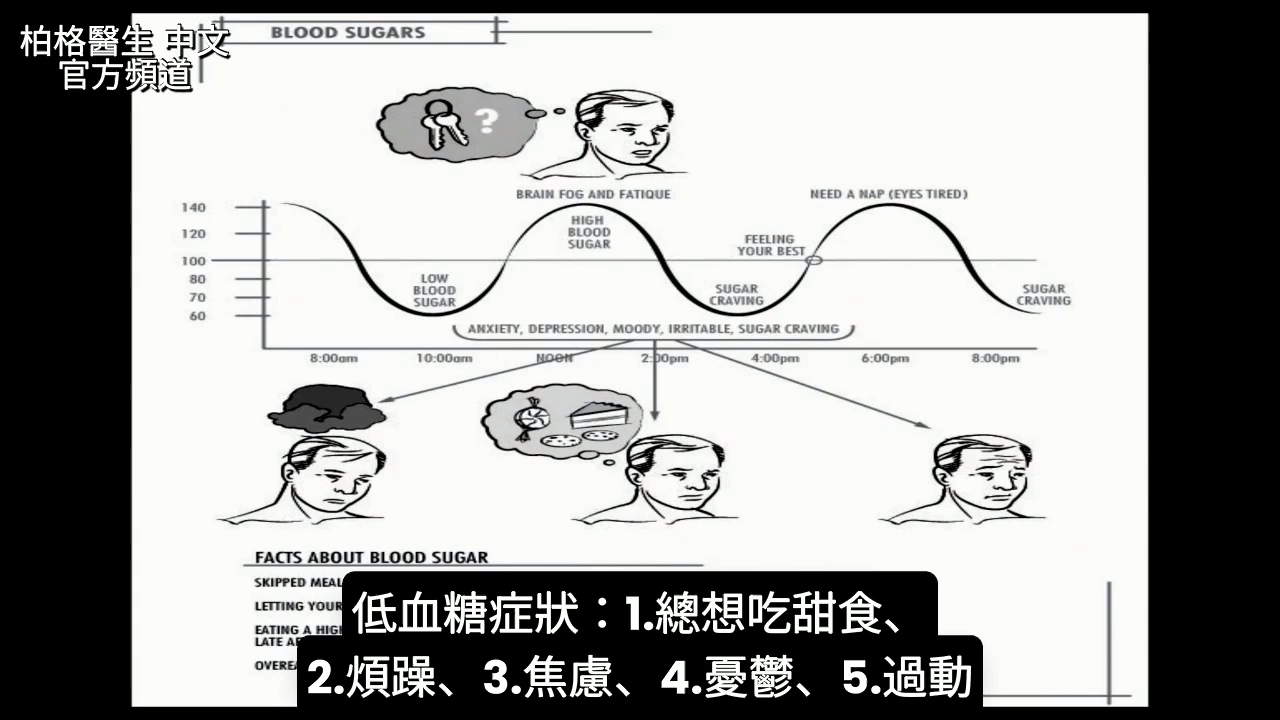 柏格醫生 中文
官方頻道
BLOOD SUGARS
?
BRAIN FOG AND FATIQUE
NEED A NAP (EYES TIRED)
140
120
100
80
70
60
HIGH
BLOOD
SUGAR
FEELING
YOUR BEST
LOW
BLOOD
SUGAR
SUGAR
CRAVING
SUGAR
CRAVING
ANXIETY, DEPRESSION, MOODY, IRRITABLE, SUGAR CRAVING
8:00am 10:00am NOON 2:00pm 4:00pm 6:00pm 8:00pm
FACTS ABOUT BLOOD SUGAR
SKIPPED
LETTING YOUR
EATING A
LATE
低血糖症狀：1.總想吃甜食、
2.煩躁、3.焦慮、4.憂鬱、5.過動